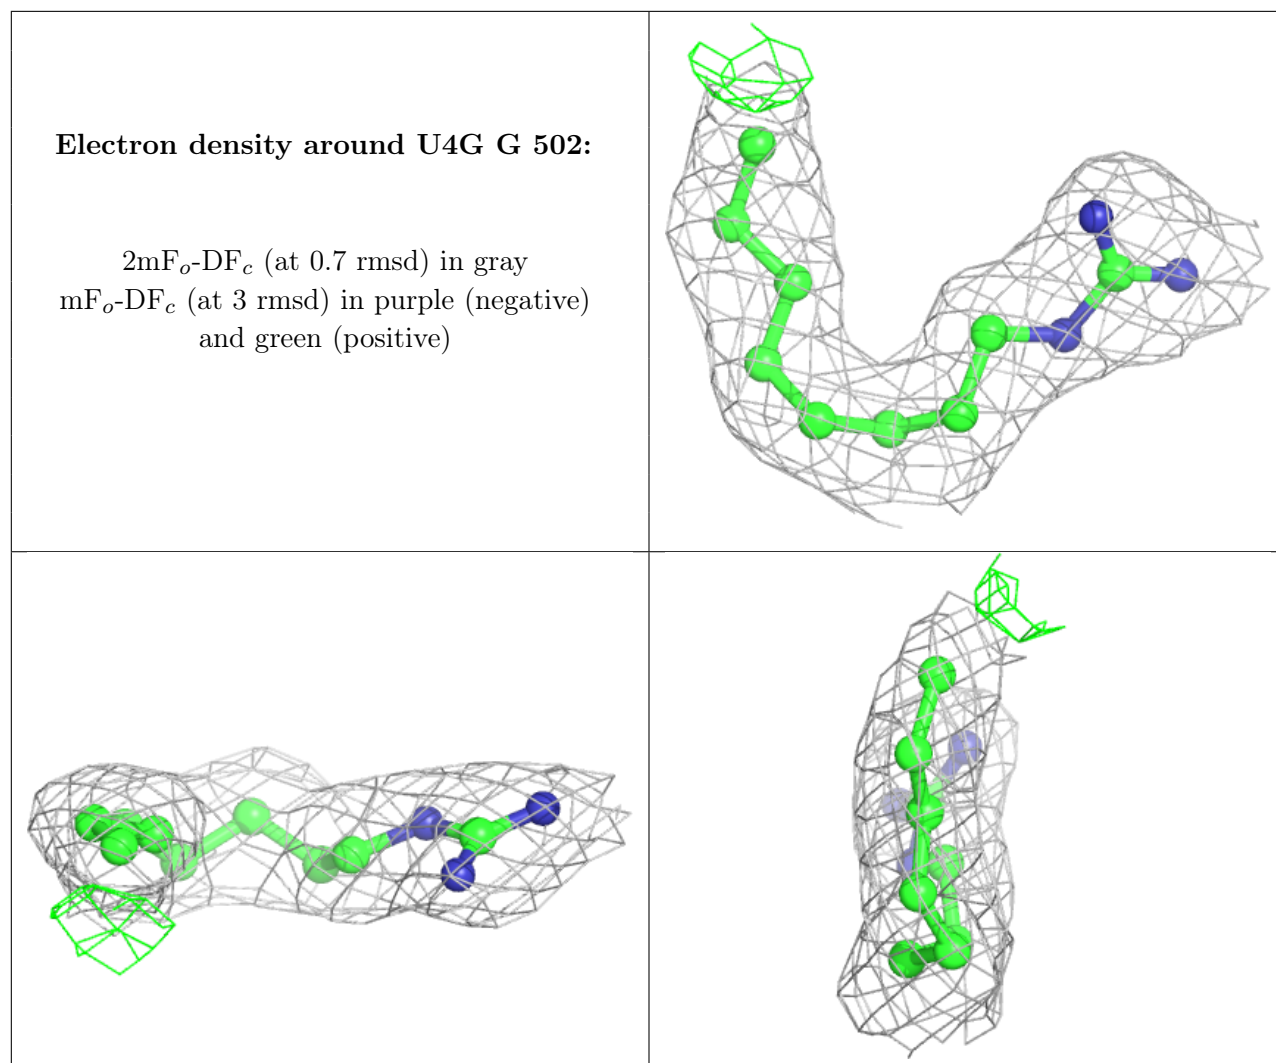 Electron density around U4G G 502:
2mFo-DFc (at 0.7 rmsd) in gray
mFo-DFc (at 3 rmsd) in purple (negative)
and green (positive)